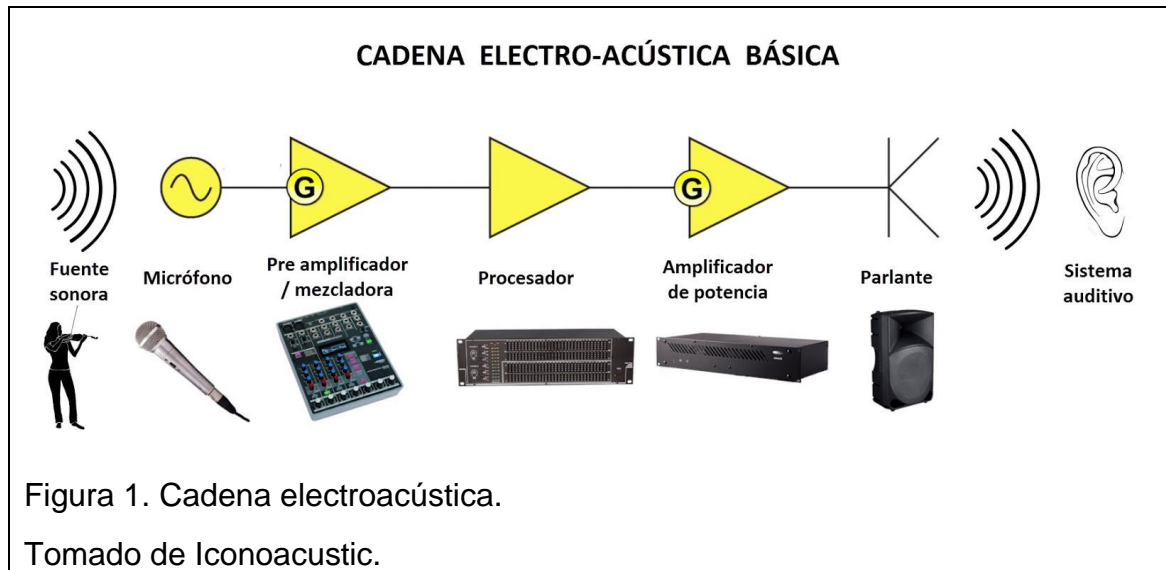 CADENA ELECTRO-ACÚSTICA BÁSICA
G
G
Fuente
sonora
Micrófono
Pre amplificador
/ mezcladora
Procesador
Amplificador
de potencia
Parlante
Sistema
auditivo
Figura 1. Cadena electroacústica.
Tomado de Iconoacustic.